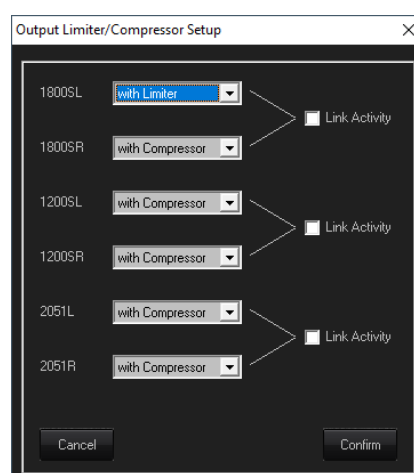 Output Limiter/Compressor Setup
1800SL with Limiter
Link Activity
1800SR with Compressor
1200SL with Compressor
Link Activity
1200SR with Compressor
2051L with Compressor
Link Activity
2051R with Compressor
Cancel Confirm